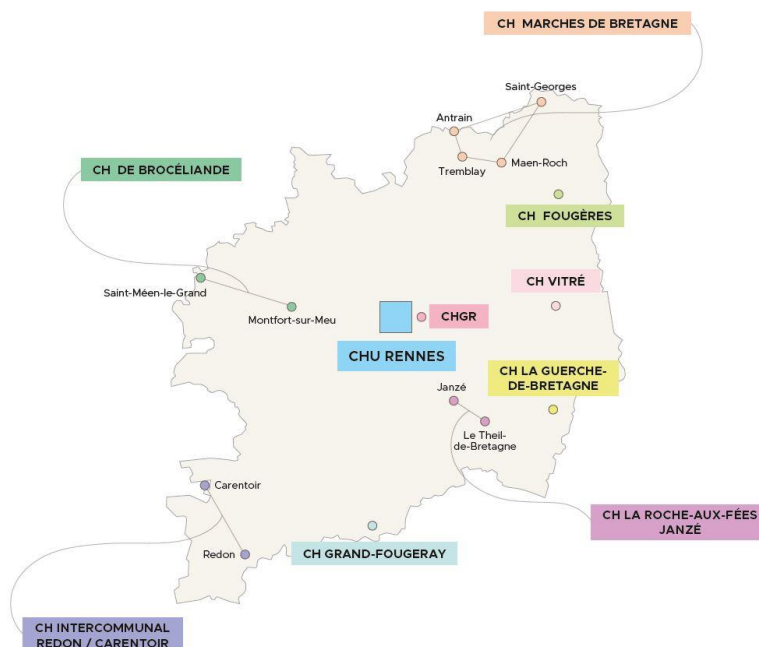 CH MARCHES DE BRETAGNE
Saint-Georges
Antrain
Tremblay
Maen-Roch
CH DE BROCÉLIANDE
CH FOUGÈRES
Saint-Méen-le-Grand
Montfort-sur-Meu
CH VITRÉ
CHGR
CHU RENNES
CH LA GUERCHE-
DE-BRETAGNE
Janzé
Le Theil-
de-Bretagne
Carentoir
CH LA ROCHE-AUX-FÉES
JANZÉ
Redon
CH GRAND-FOUGERAY
CH INTERCOMMUNAL
REDON / CARENTOIR